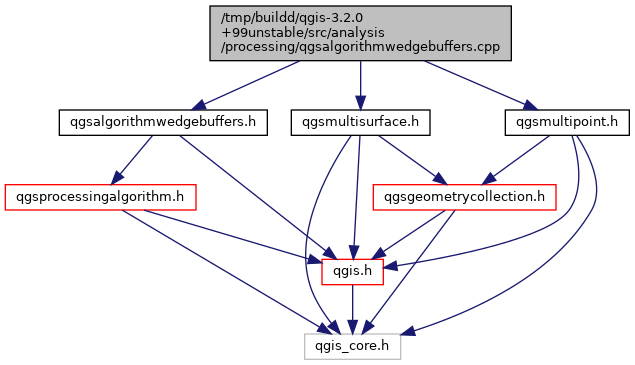 /tmp/buildd/qgis-3.2.0
+99unstable/src/analysis
/processing/qgsalgorithmwedgebuffers.cpp
qgsalgorithmwedgebuffers.h
qgsmultisurface.h
qgsmultipoint.h
qgsprocessingalgorithm.h
qgsgeometrycollection.h
qgis.h
qgis_core.h